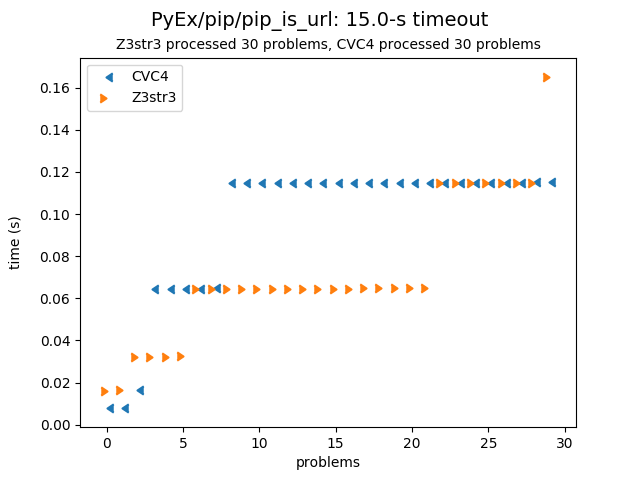 PyEx/pip/pip_is_url: 15.0-s timeout
Z3str3 processed 30 problems, CVC4 processed 30 problems
CVC4
Z3str3
0.16
0.14
0.12
0.10
0.08
0.06
0.04
0.02
0.00
time (s)
0 5 10 15 20 25 30
problems